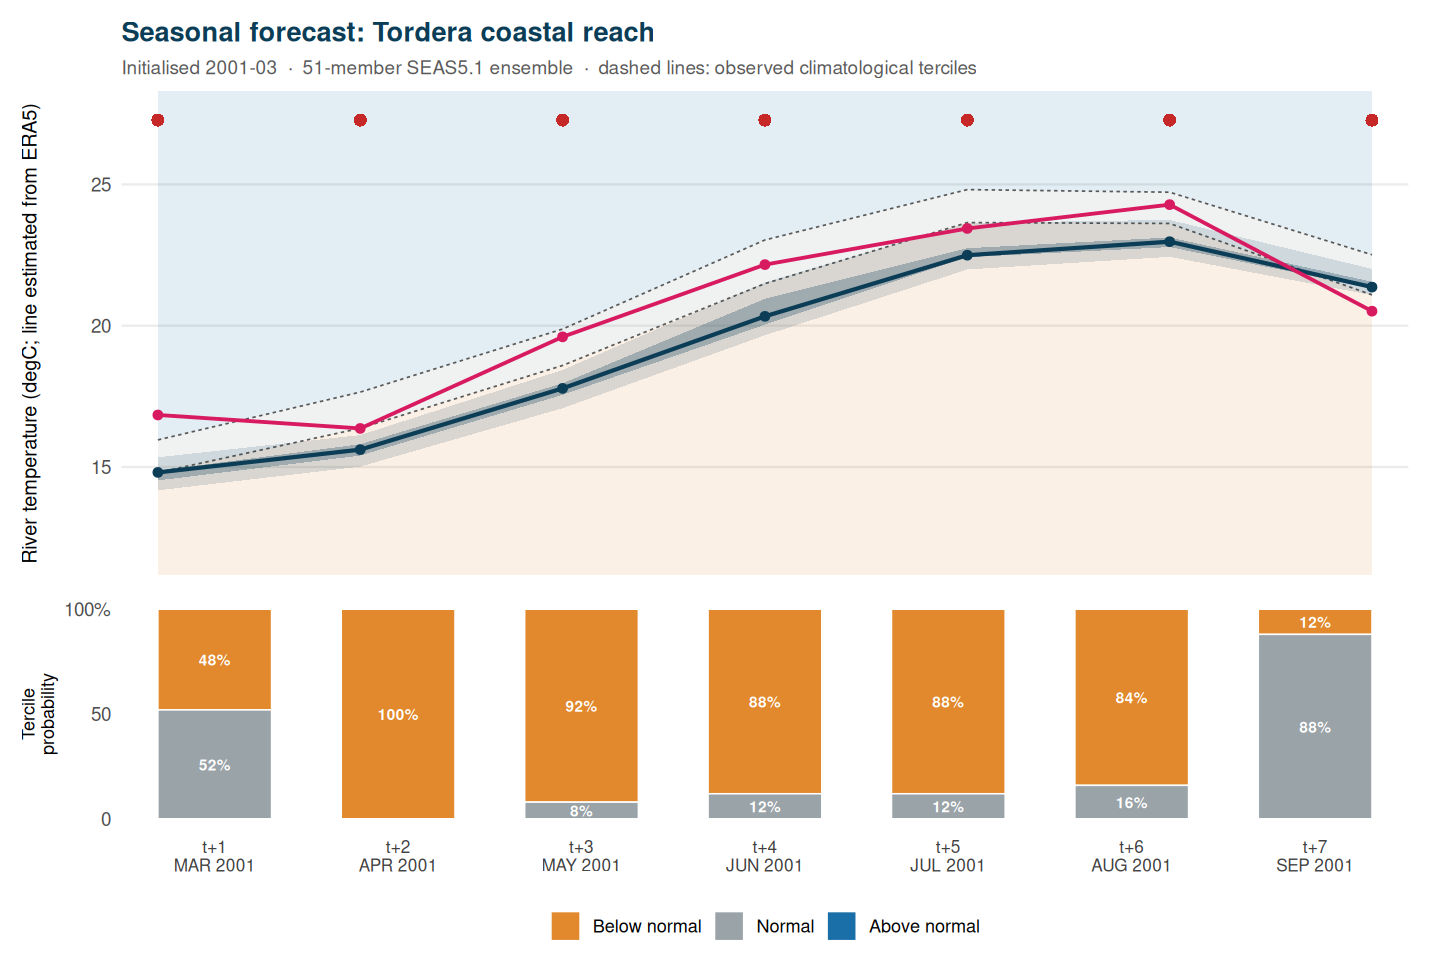 Seasonal forecast: Tordera coastal reach
Initialised 2001-03 · 51-member SEAS5.1 ensemble · dashed lines: observed climatological terciles
River temperature (degC; line estimated from ERA5)
25
20
15
Tercile
probability
100%
50
0
48%
52%
100%
92%
8%
88%
12%
88%
12%
84%
16%
12%
88%
t+1
MAR 2001
t+2
APR 2001
t+3
MAY 2001
t+4
JUN 2001
t+5
JUL 2001
t+6
AUG 2001
t+7
SEP 2001
Below normal
Normal
Above normal